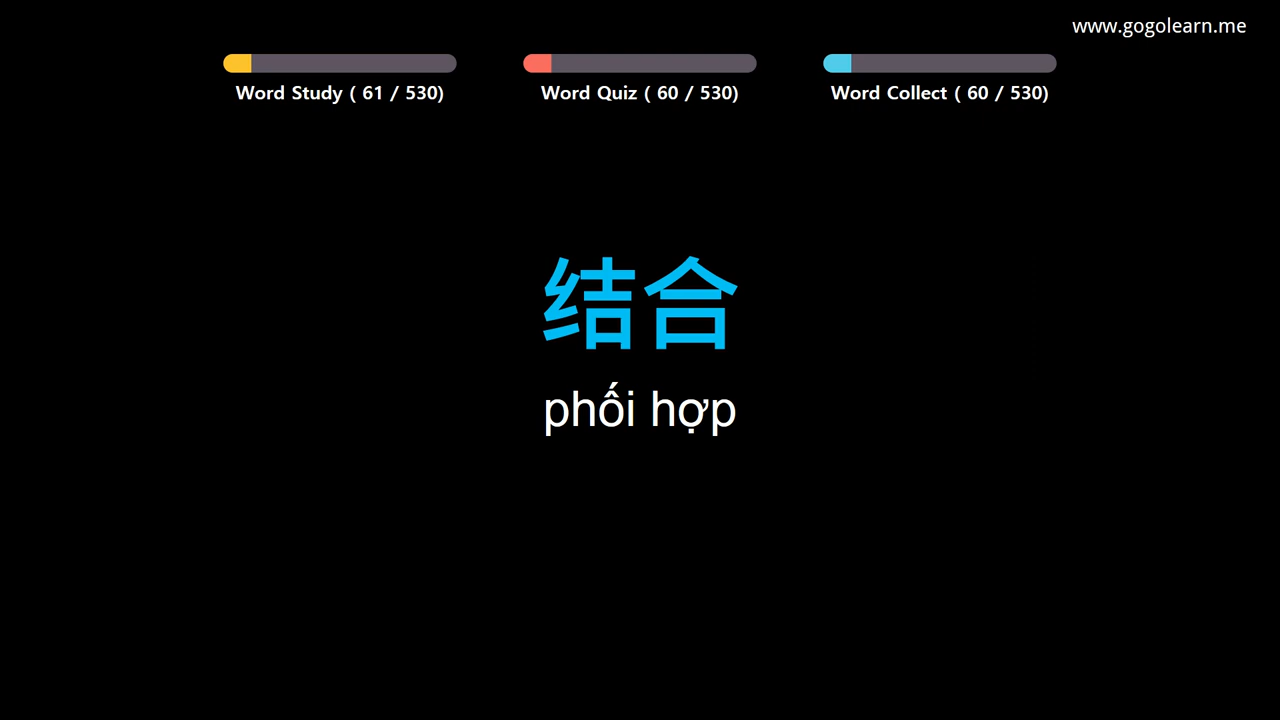 www.gogolearn.me
Word Study ( 61 / 530)
Word Quiz ( 60 / 530)
Word Collect ( 60 / 530)
结合
phối hợp